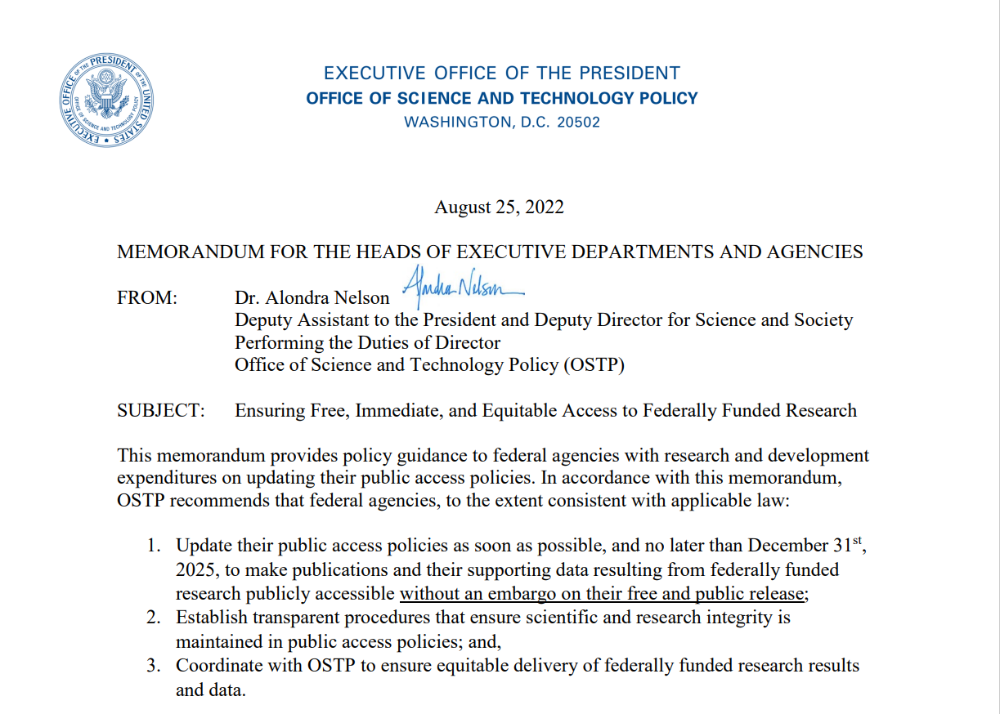 EXECUTIVE OFFICE OF THE PRESIDENT OF THE UNITED STATES
OFFICE OF SCIENCE AND TECHNOLOGY POLICY
EXECUTIVE OFFICE OF THE PRESIDENT
OFFICE OF SCIENCE AND TECHNOLOGY POLICY
WASHINGTON, D.C. 20502
August 25, 2022
MEMORANDUM FOR THE HEADS OF EXECUTIVE DEPARTMENTS AND AGENCIES
FROM: Dr. Alondra Nelson Alondra Nelson
Deputy Assistant to the President and Deputy Director for Science and Society
Performing the Duties of Director
Office of Science and Technology Policy (OSTP)
SUBJECT: Ensuring Free, Immediate, and Equitable Access to Federally Funded Research
This memorandum provides policy guidance to federal agencies with research and development
expenditures on updating their public access policies. In accordance with this memorandum,
OSTP recommends that federal agencies, to the extent consistent with applicable law:
1. Update their public access policies as soon as possible, and no later than December 31st,
2025, to make publications and their supporting data resulting from federally funded
research publicly accessible without an embargo on their free and public release;
2. Establish transparent procedures that ensure scientific and research integrity is
maintained in public access policies; and,
3. Coordinate with OSTP to ensure equitable delivery of federally funded research results
and data.